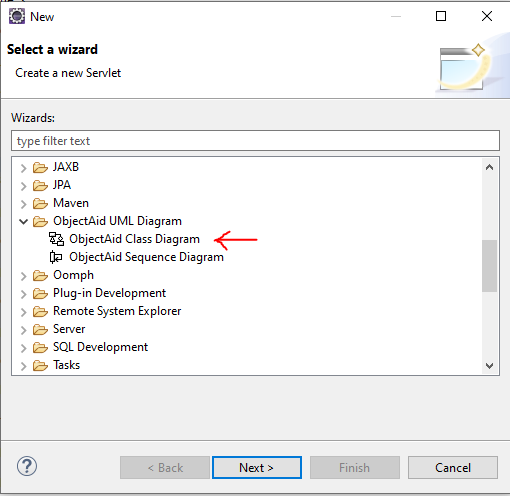 New
Select a wizard
Create a new Servlet
Wizards:
type filter text
JAXB
JPA
Maven
ObjectAid UML Diagram
ObjectAid Class Diagram
ObjectAid Sequence Diagram
Oomph
Plug-in Development
Remote System Explorer
Server
SQL Development
Tasks
?
< Back
Next >
Finish
Cancel